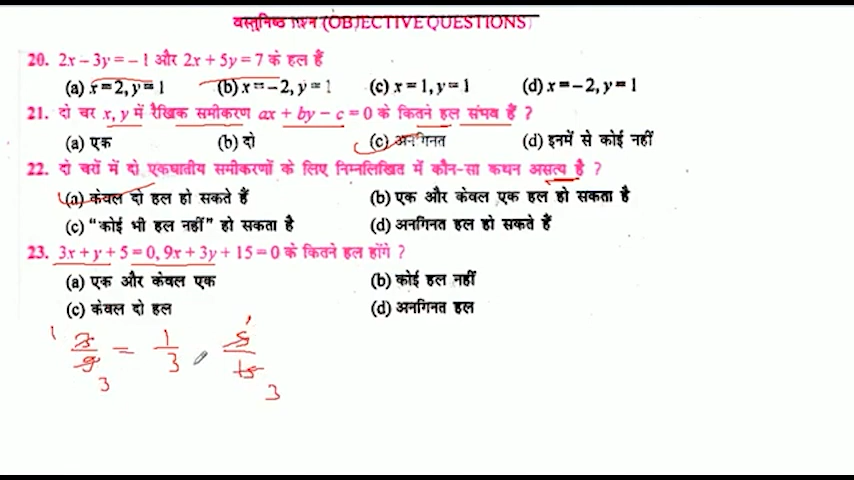 वस्तुनिष्ठ प्रश्न (OBJECTIVE QUESTIONS)
20. 2x – 3y = – 1 और 2x + 5y = 7 के हल हैं
(a) x = 2, y = 1 (b) x = – 2, y = 1 (c) x = 1, y = 1 (d) x = – 2, y = 1
21. दो चर x, y में रैखिक समीकरण ax + by – c = 0 के कितने हल संभव हैं ?
(a) एक (b) दो (c) अनगिनत (d) इनमें से कोई नहीं
22. दो चरों में दो एकघातीय समीकरणों के लिए निम्नलिखित में कौन-सा कथन असत्य है ?
(a) केवल दो हल हो सकते हैं (b) एक और केवल एक हल हो सकता है
(c) “कोई भी हल नहीं” हो सकता है (d) अनगिनत हल हो सकते हैं
23. 3x + y + 5 = 0, 9x + 3y + 15 = 0 के कितने हल होंगे ?
(a) एक और केवल एक (b) कोई हल नहीं
(c) केवल दो हल (d) अनगिनत हल
1 3 1 5 1
9 = 3 15
3 3